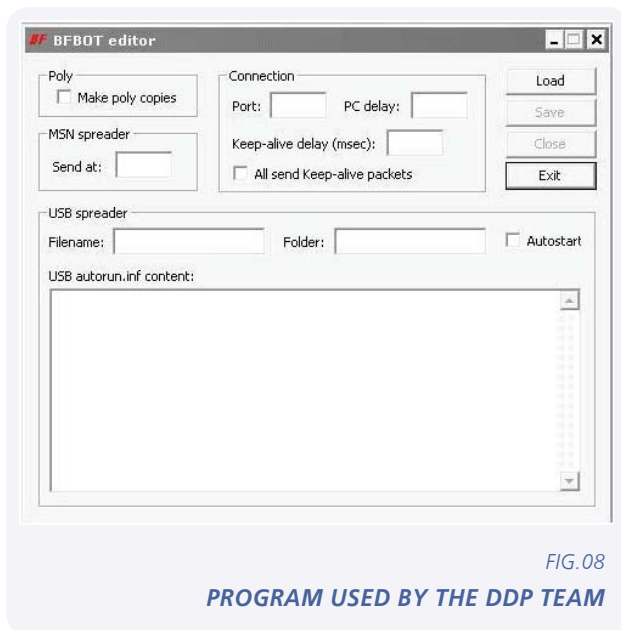 BF BFBOT editor
Poly
Make poly copies
Connection
Port:
PC delay:
Keep-alive delay (msec):
All send Keep-alive packets
Load
Save
Close
Exit
MSN spreader
Send at:
USB spreader
Filename:
Folder:
Autostart
USB autorun.inf content:
FIG.08
PROGRAM USED BY THE DDP TEAM